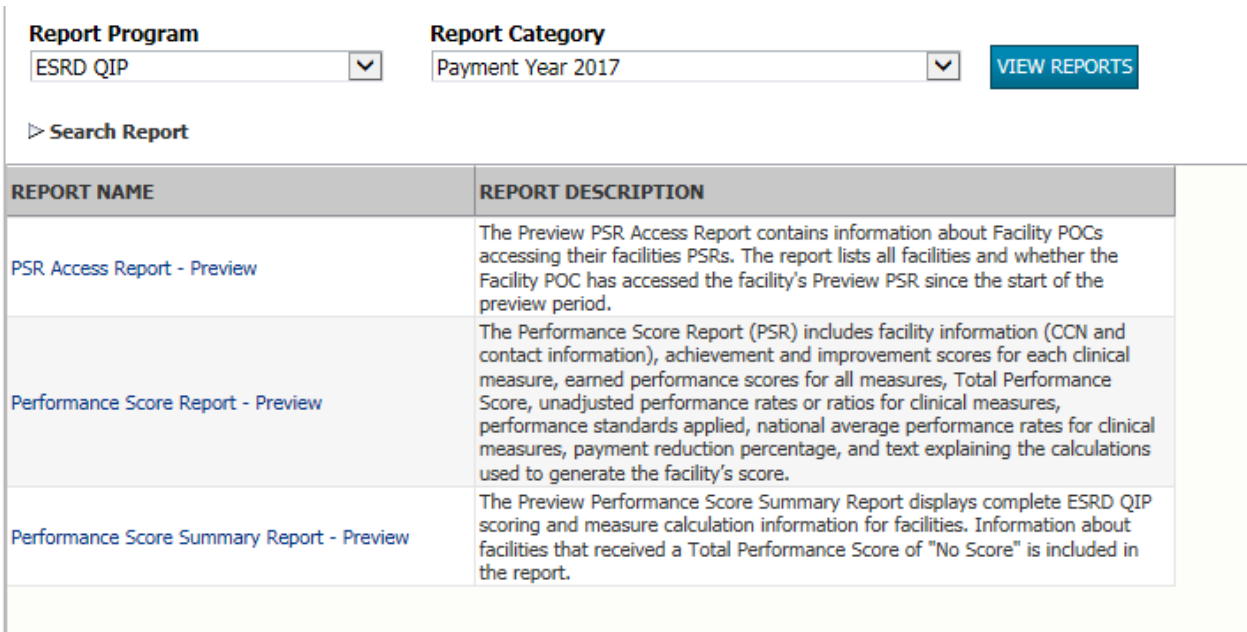 Report Program
Report Category
ESRD QIP
Payment Year 2017
VIEW REPORTS
Search Report
REPORT NAME
REPORT DESCRIPTION
PSR Access Report - Preview
The Preview PSR Access Report contains information about Facility POCs
accessing their facilities PSRs. The report lists all facilities and whether the
Facility POC has accessed the facility's Preview PSR since the start of the
preview period.
Performance Score Report - Preview
The Performance Score Report (PSR) includes facility information (CCN and
contact information), achievement and improvement scores for each clinical
measure, earned performance scores for all measures, Total Performance
Score, unadjusted performance rates or ratios for clinical measures,
performance standards applied, national average performance rates for clinical
measures, payment reduction percentage, and text explaining the calculations
used to generate the facility’s score.
Performance Score Summary Report - Preview
The Preview Performance Score Summary Report displays complete ESRD QIP
scoring and measure calculation information for facilities. Information about
facilities that received a Total Performance Score of "No Score" is included in
the report.